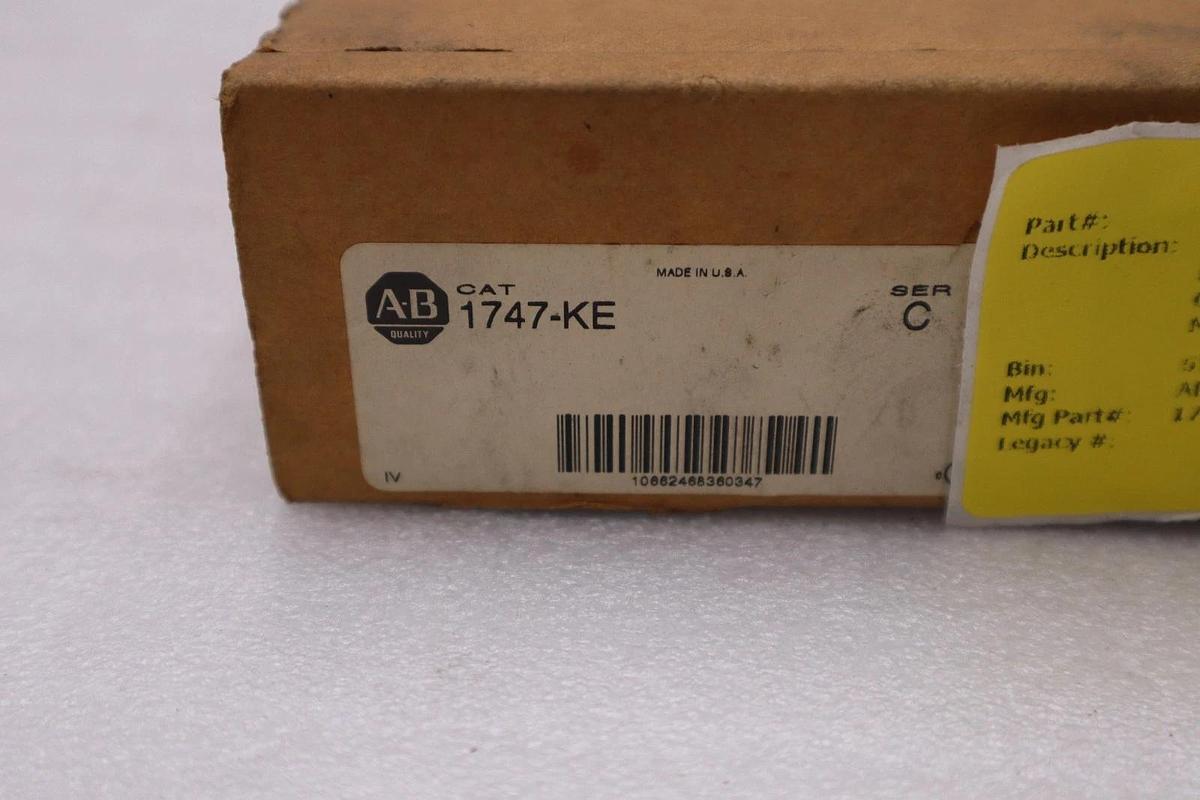 MADE IN U.S.A.
A-B
QUALITY
CAT
1747-KE
SER
C
10662468360347
IV
Part#:
Description:
Bin:
Mfg:
Mfg Part#:
Legacy #: